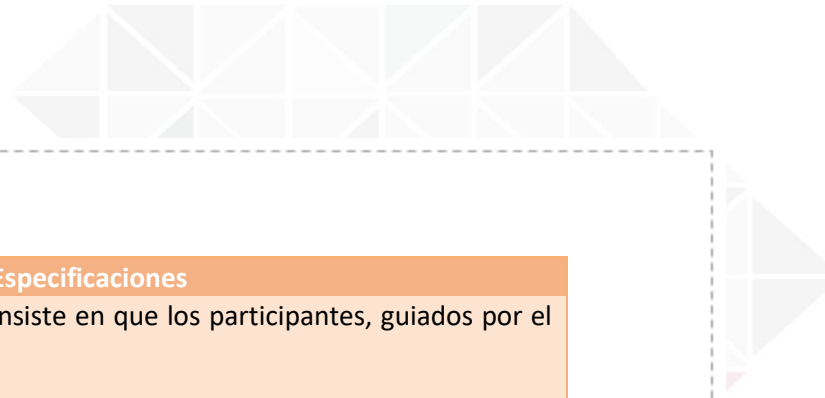 Especificaciones
nsiste en que los participantes, guiados por el